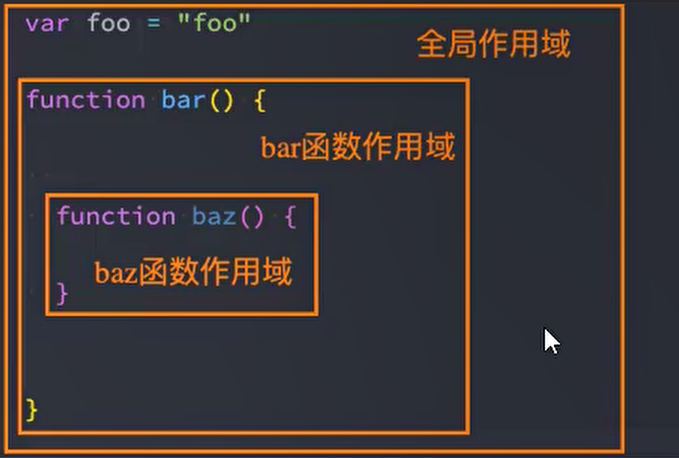 var foo = "foo"
全局作用域
function bar() {
bar函数作用域
function baz() {
baz函数作用域
}
}